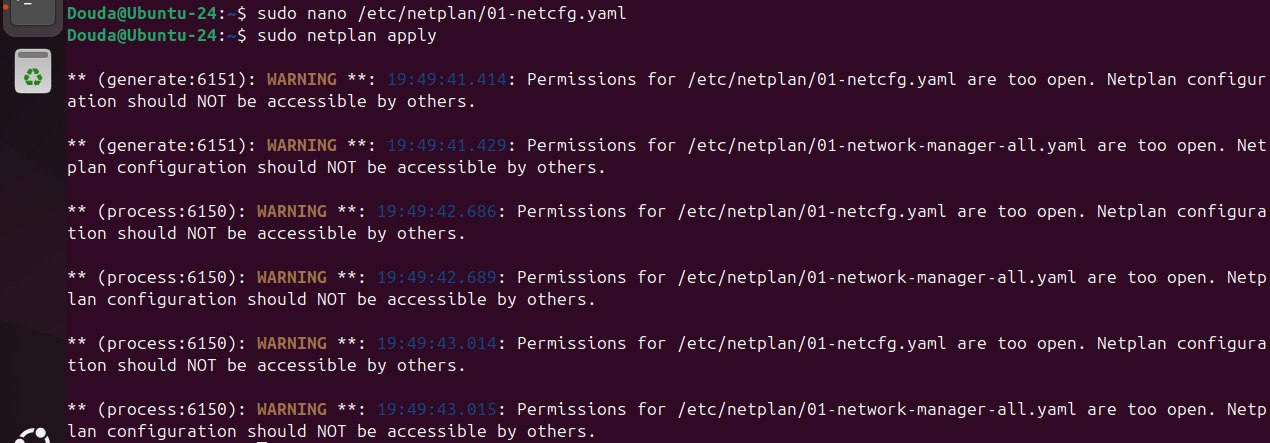 Douda@Ubuntu-24:~$ sudo nano /etc/netplan/01-netcfg.yaml
Douda@Ubuntu-24:~$ sudo netplan apply
** (generate:6151): WARNING **: 19:49:41.414: Permissions for /etc/netplan/01-netcfg.yaml are too open. Netplan configur
ation should NOT be accessible by others.
** (generate:6151): WARNING **: 19:49:41.429: Permissions for /etc/netplan/01-network-manager-all.yaml are too open. Net
plan configuration should NOT be accessible by others.
** (process:6150): WARNING **: 19:49:42.686: Permissions for /etc/netplan/01-netcfg.yaml are too open. Netplan configura
tion should NOT be accessible by others.
** (process:6150): WARNING **: 19:49:42.689: Permissions for /etc/netplan/01-network-manager-all.yaml are too open. Netp
lan configuration should NOT be accessible by others.
** (process:6150): WARNING **: 19:49:43.014: Permissions for /etc/netplan/01-netcfg.yaml are too open. Netplan configura
tion should NOT be accessible by others.
** (process:6150): WARNING **: 19:49:43.015: Permissions for /etc/netplan/01-network-manager-all.yaml are too open. Netp
lan configuration should NOT be accessible by others.